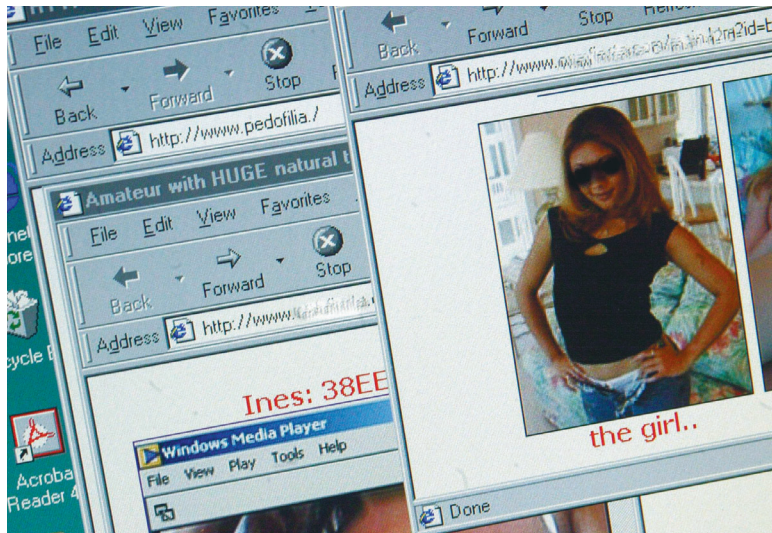 File Edit View Favorites
Back Forward Stop
Address http://www.pedofilia./
Amateur with HUGE natural
File Edit View Favorites
Back Forward Stop
Address http://www.
Ines: 38EE
Windows Media Player
File View Play Tools Help
Back Forward Stop
Address http://www.
the girl..
Done
Acroba
Reader 4